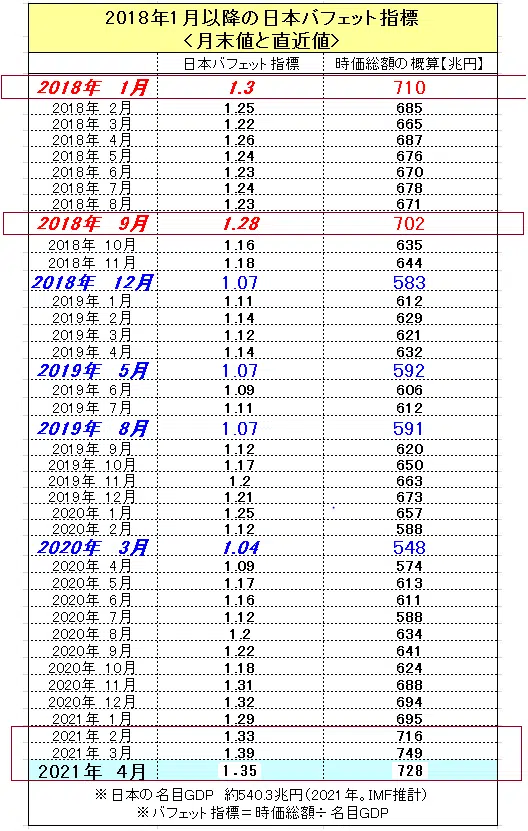 2018年1月以降の日本バフェット指標
<月末値と直近値>
日本バフェット指標 時価総額の概算【兆円】
2018年 1月 1.3 710
2018年 2月 1.25 685
2018年 3月 1.22 665
2018年 4月 1.26 687
2018年 5月 1.24 676
2018年 6月 1.23 670
2018年 7月 1.24 678
2018年 8月 1.23 671
2018年 9月 1.28 702
2018年 10月 1.16 635
2018年 11月 1.18 644
2018年 12月 1.07 583
2019年 1月 1.11 612
2019年 2月 1.14 629
2019年 3月 1.12 621
2019年 4月 1.14 632
2019年 5月 1.07 592
2019年 6月 1.09 606
2019年 7月 1.11 612
2019年 8月 1.07 591
2019年 9月 1.12 620
2019年 10月 1.17 650
2019年 11月 1.2 663
2019年 12月 1.21 673
2020年 1月 1.25 657
2020年 2月 1.12 588
2020年 3月 1.04 548
2020年 4月 1.09 574
2020年 5月 1.17 613
2020年 6月 1.16 611
2020年 7月 1.12 588
2020年 8月 1.2 634
2020年 9月 1.22 641
2020年 10月 1.18 624
2020年 11月 1.31 688
2020年 12月 1.32 694
2021年 1月 1.29 695
2021年 2月 1.33 716
2021年 3月 1.39 749
2021年 4月 1.35 728
※日本の名目GDP 約540.3兆円(2021年。IMF推計)
※バフェット指標=時価総額÷名目GDP